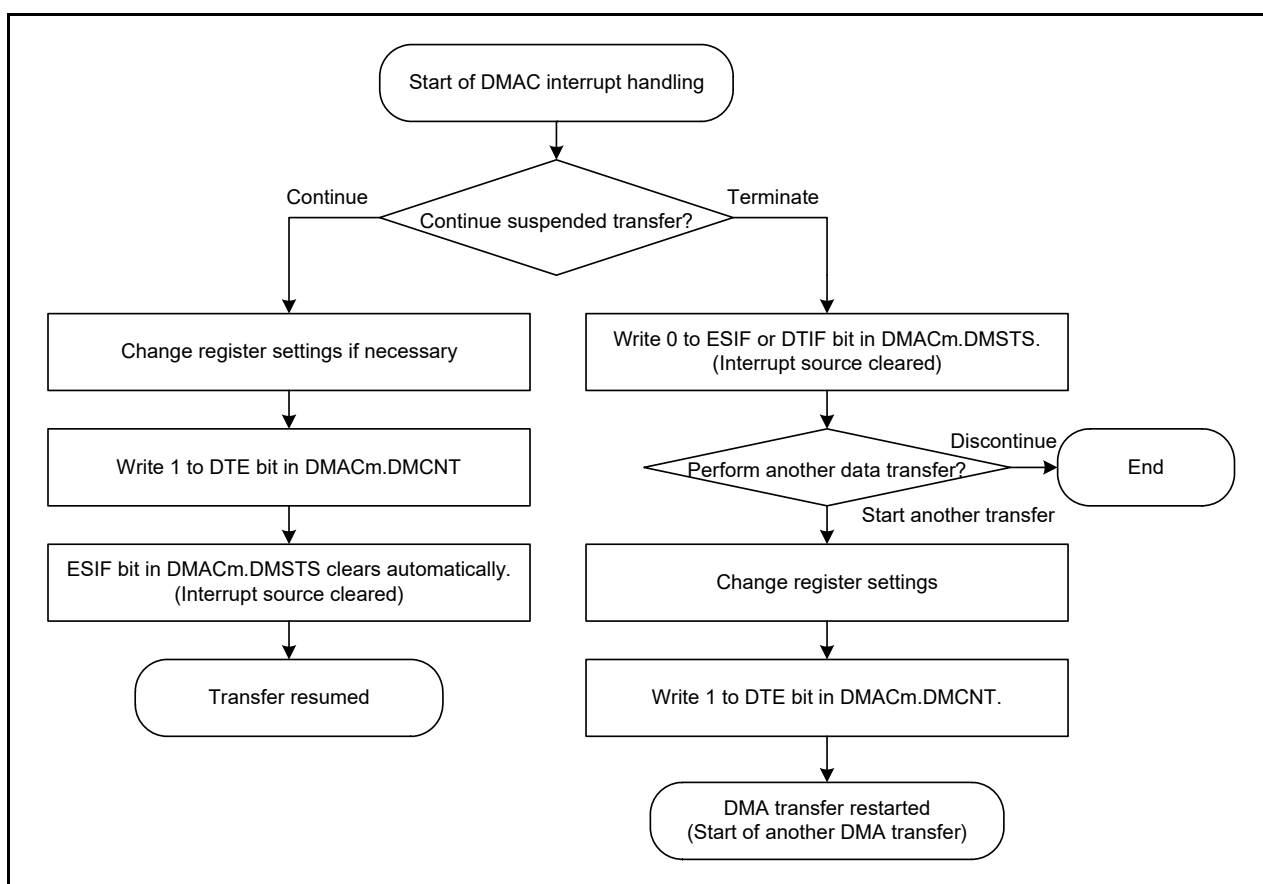 Start of DMAC interrupt handling
Continue suspended transfer?
Continue
Terminate
Change register settings if necessary
Write 1 to DTE bit in DMACm.DMCNT
ESIF bit in DMACm.DMSTS clears automatically.
(Interrupt source cleared)
Transfer resumed
Write 0 to ESIF or DTIF bit in DMACm.DMSTS.
(Interrupt source cleared)
Perform another data transfer?
Discontinue
End
Start another transfer
Change register settings
Write 1 to DTE bit in DMACm.DMCNT.
DMA transfer restarted
(Start of another DMA transfer)